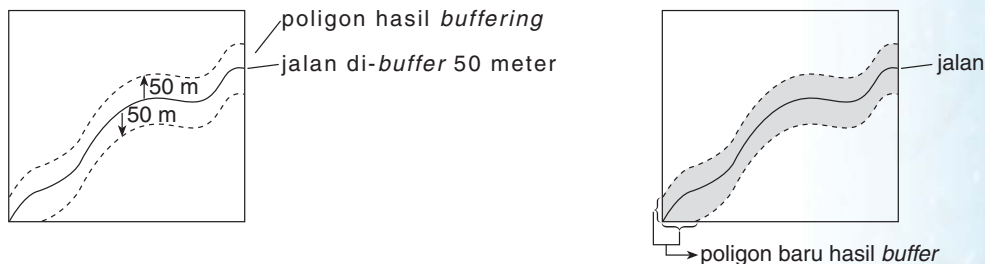 poligon hasil buffering
jalan di-buffer 50 meter
50 m
50 m
jalan
poligon baru hasil buffer